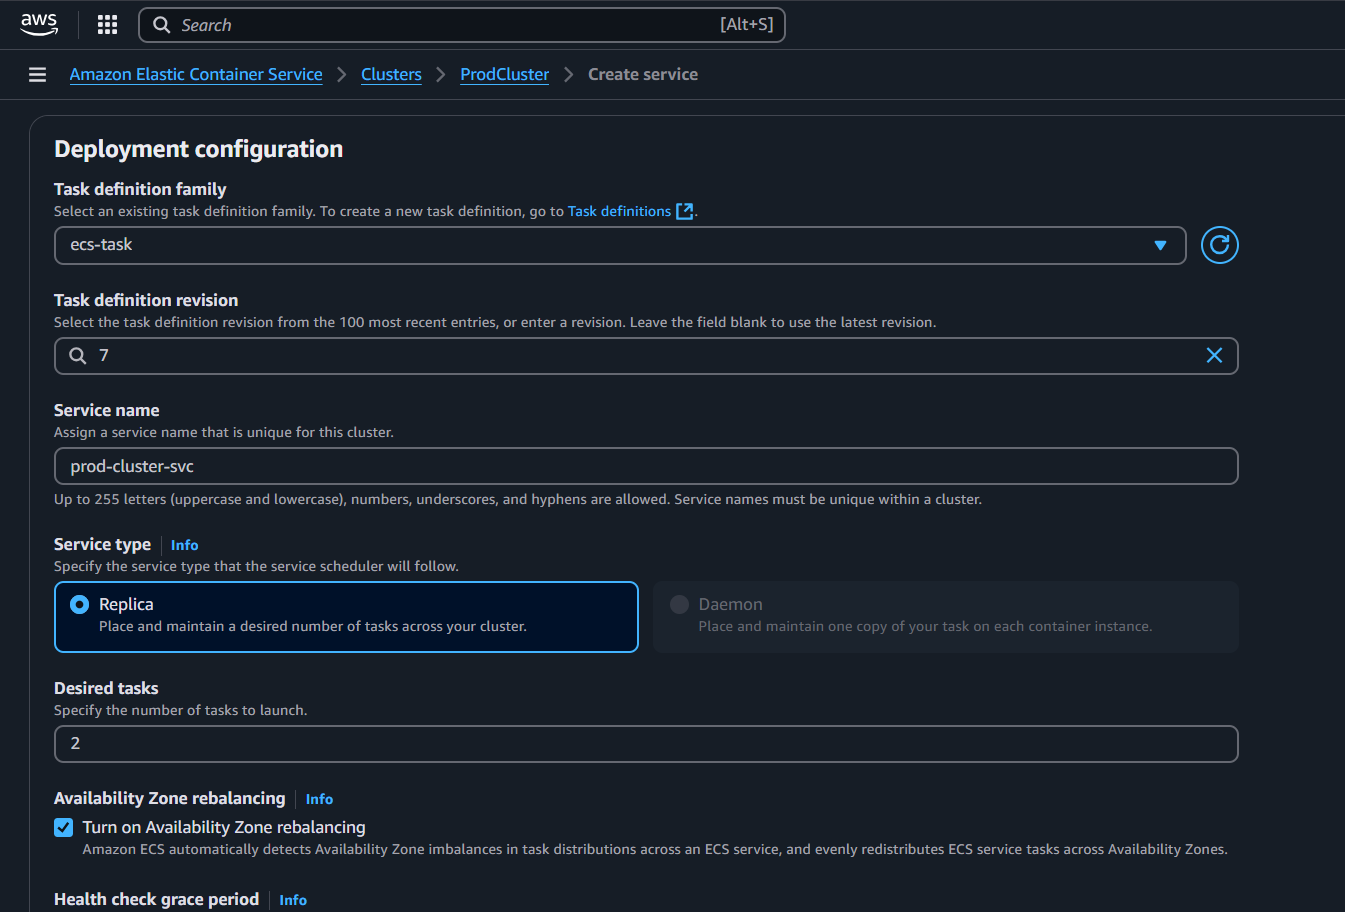 aws
Search [Alt+S]
Amazon Elastic Container Service > Clusters > ProdCluster > Create service
Deployment configuration
Task definition family
Select an existing task definition family. To create a new task definition, go to Task definitions .
ecs-task
Task definition revision
Select the task definition revision from the 100 most recent entries, or enter a revision. Leave the field blank to use the latest revision.
7
Service name
Assign a service name that is unique for this cluster.
prod-cluster-svc
Up to 255 letters (uppercase and lowercase), numbers, underscores, and hyphens are allowed. Service names must be unique within a cluster.
Service type Info
Specify the service type that the service scheduler will follow.
Replica
Place and maintain a desired number of tasks across your cluster.
Daemon
Place and maintain one copy of your task on each container instance.
Desired tasks
Specify the number of tasks to launch.
2
Availability Zone rebalancing Info
Turn on Availability Zone rebalancing
Amazon ECS automatically detects Availability Zone imbalances in task distributions across an ECS service, and evenly redistributes ECS service tasks across Availability Zones.
Health check grace period Info